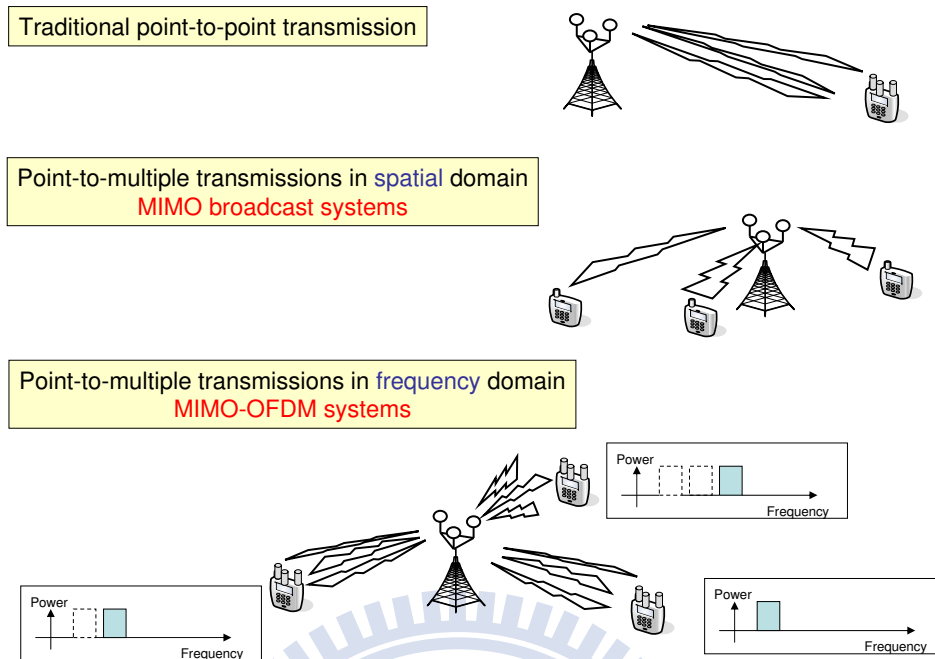 Traditional point-to-point transmission
Point-to-multiple transmissions in spatial domain
MIMO broadcast systems
Point-to-multiple transmissions in frequency domain
MIMO-OFDM systems
Power
Frequency
Power
Frequency
Power
Frequency